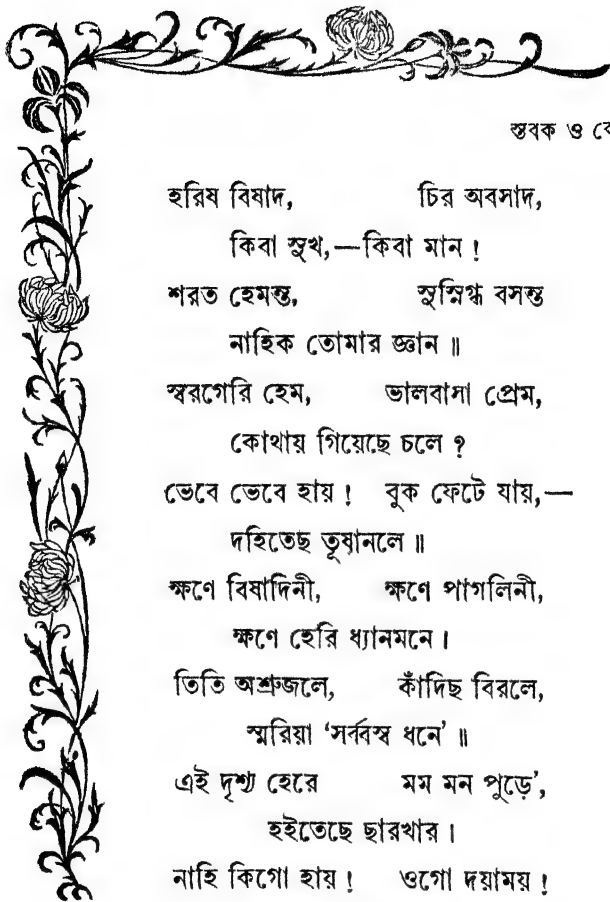 স্তবক ও
হরিষ বিষাদ, চির অবসাদ,
কিবা সুখ,—কিবা মান !
শরত হেমন্ত, সুস্নিগ্ধ বসন্ত
নাহিক তোমার জ্ঞান ॥
স্বরগেরি হেম, ভালবাসা প্রেম,
কোথায় গিয়েছে চলে ?
ভেবে ভেবে হায় ! বুক ফেটে যায়,—
দহিতেছ তূষানলে ॥
ক্ষণে বিষাদিনী, ক্ষণে পাগলিনী,
ক্ষণে হেরি ধ্যানমনে ।
তিতি অশ্রুজলে, কাঁদিছ বিরলে,
স্মরিয়া ‘সর্ব্বস্ব ধনে’ ॥
এই দৃশ্য হেরে মম মন পুড়ে’,
হইতেছে ছারখার ।
নাহি কিগো হায় ! ওগো দয়াময় !